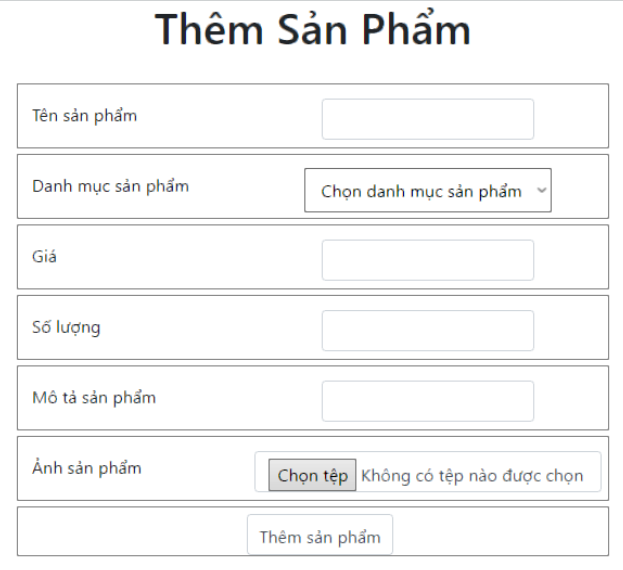 Thêm Sản Phẩm
Tên sản phẩm
Danh mục sản phẩm Chọn danh mục sản phẩm
Giá
Số lượng
Mô tả sản phẩm
Ảnh sản phẩm Chọn tệp Không có tệp nào được chọn
Thêm sản phẩm